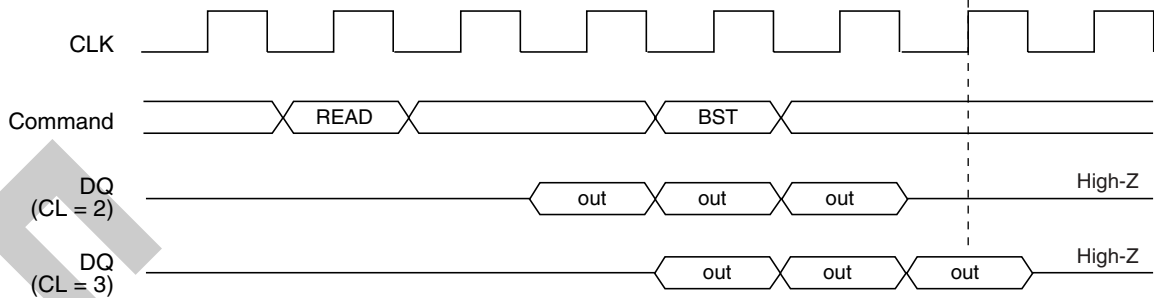 CLK
Command
READ
BST
DQ
(CL = 2)
out
out
out
High-Z
DQ
(CL = 3)
out
out
out
High-Z